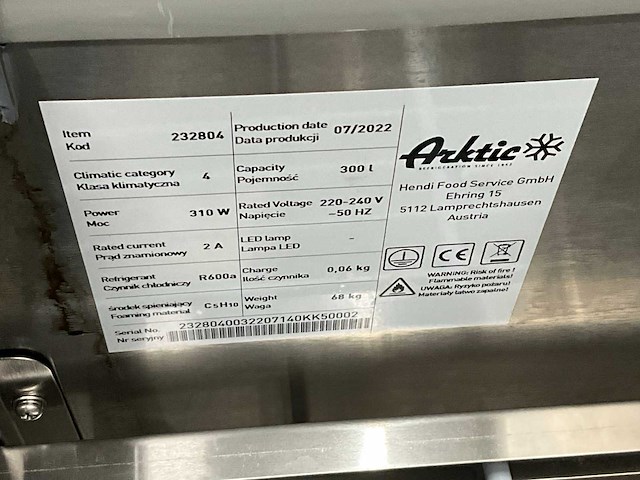 Item 232804 Production date 07/2022
Kod Data produkcji
Climatic category 4 Capacity 300 l
Klasa klimatyczna Pojemność
Power 310 W Rated Voltage 220-240 V
Moc Napięcie ~50 HZ
Rated current 2 A LED lamp -
Prąd znamionowy Lampa LED
Refrigerant R600a Charge 0,06 kg
Czynnik chłodniczy Ilość czynnika
środek spieniający C5H10 Weight 68 kg
Foaming material Waga
Serial No. 2328040032207140KK50002
Nr seryjny
Arktic
REFRIGERATION SINCE 1892
Hendi Food Service GmbH
Ehring 15
5112 Lamprechtshausen
Austria
CE
WARNING: Risk of fire !
Flammable materials!
UWAGA: Ryzyko pożaru!
Materiały łatwo zapalne!